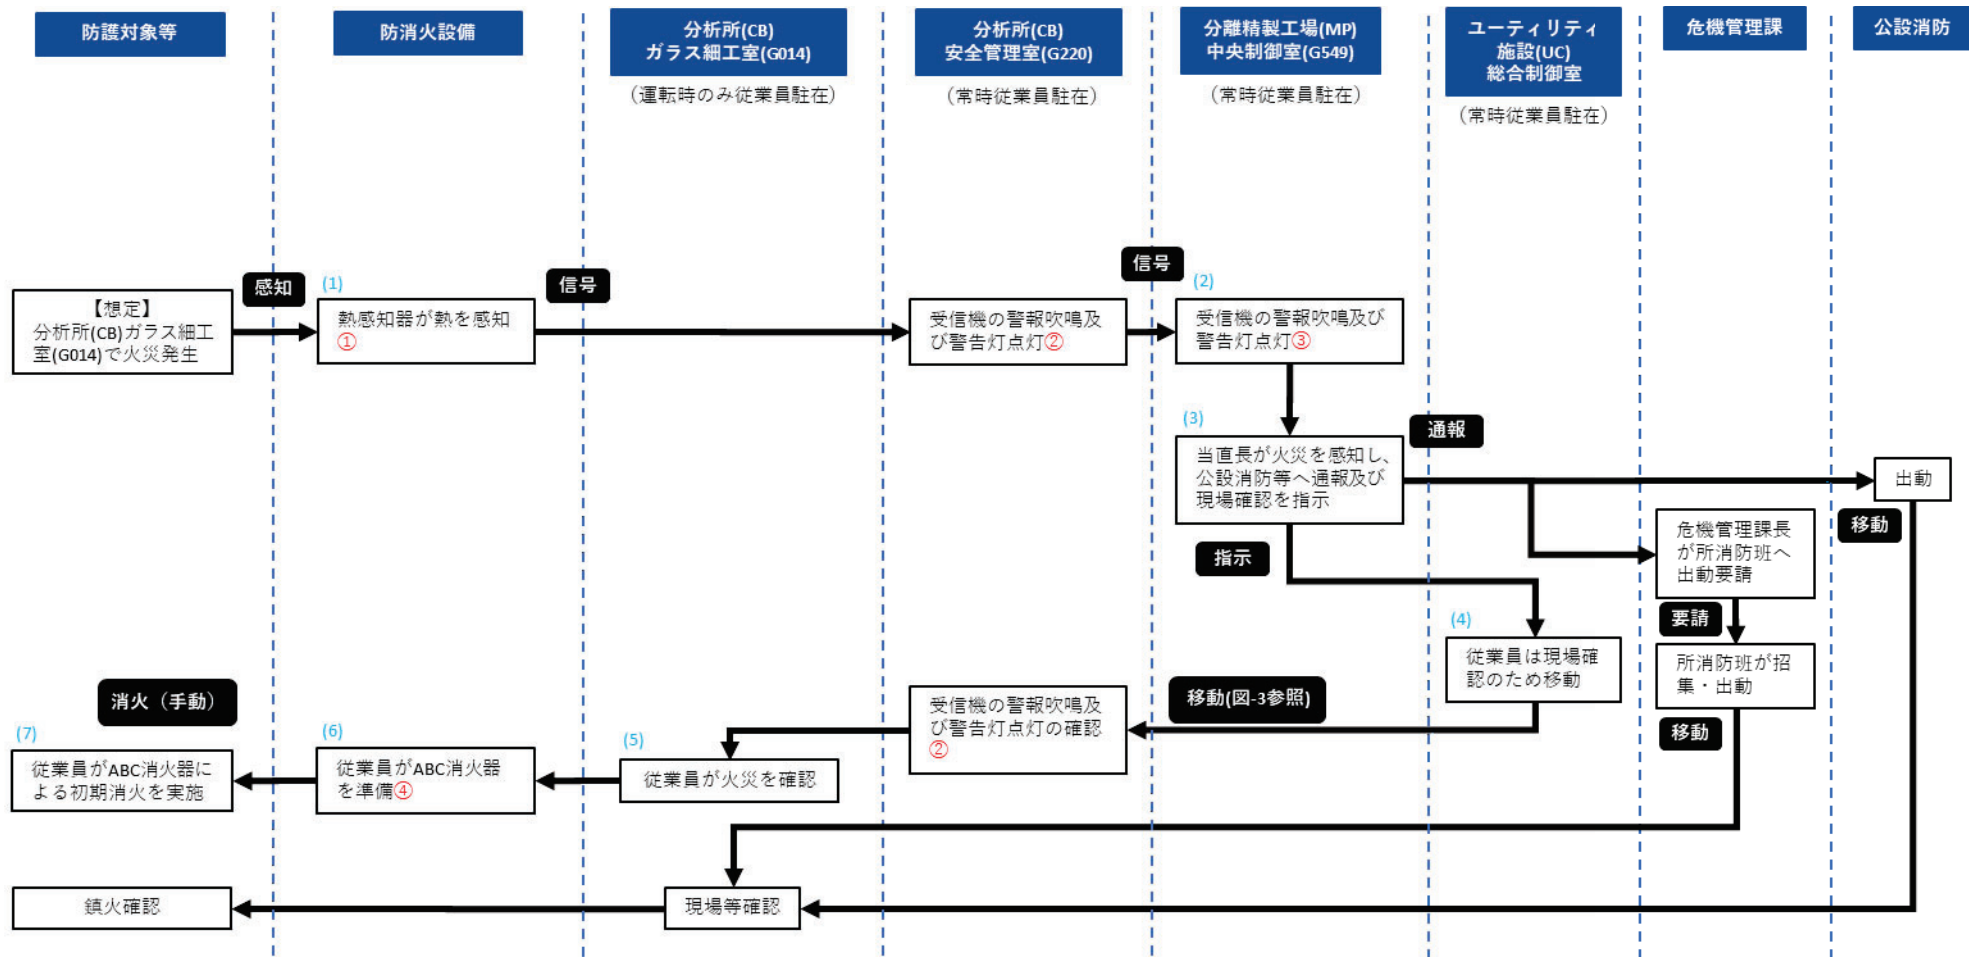 防護対象等
防消火設備
分析所(CB)
ガラス細工室(G014)
（運転時のみ従業員駐在）
分析所(CB)
安全管理室(G220)
（常時従業員駐在）
分離精製工場(MP)
中央制御室(G549)
（常時従業員駐在）
ユーティリティ
施設(UC)
総合制御室
（常時従業員駐在）
危機管理課
公設消防
【想定】
分析所(CB)ガラス細工
室(G014)で火災発生
感知
(1)
熱感知器が熱を感知
①
信号
受信機の警報吹鳴及
び警告灯点灯②
信号
(2)
受信機の警報吹鳴及び
警告灯点灯③
(3)
当直長が火災を感知し、
公設消防等へ通報及び
現場確認を指示
通報
出動
移動
危機管理課長
が所消防班へ
出動要請
指示
要請
(4)
従業員は現場確
認のため移動
所消防班が招
集・出動
移動
移動(図-3参照)
受信機の警報吹鳴及
び警告灯点灯の確認
②
(5)
従業員が火災を確認
(6)
従業員がABC消火器
を準備④
消火（手動）
(7)
従業員がABC消火器に
よる初期消火を実施
現場等確認
鎮火確認